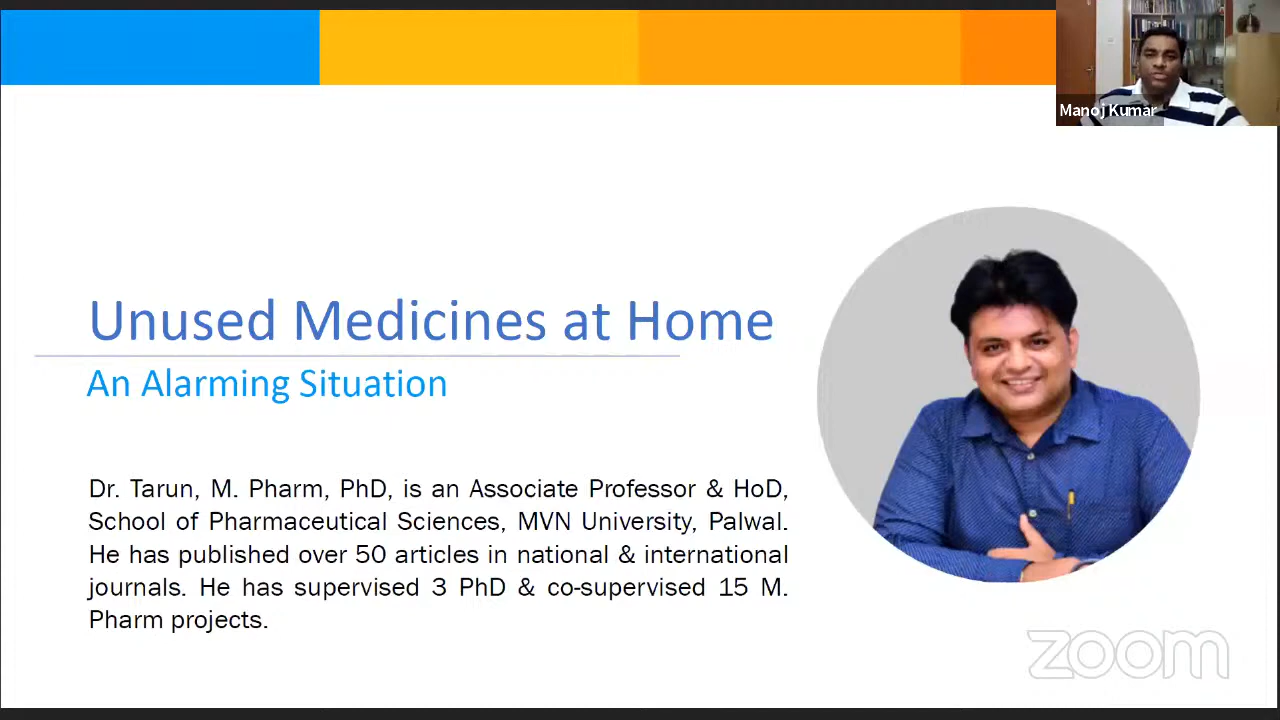 Manoj Kumar
Unused Medicines at Home
An Alarming Situation
Dr. Tarun, M. Pharm, PhD, is an Associate Professor & HoD,
School of Pharmaceutical Sciences, MVN University, Palwal.
He has published over 50 articles in national & international
journals. He has supervised 3 PhD & co-supervised 15 M.
Pharm projects.
zoom